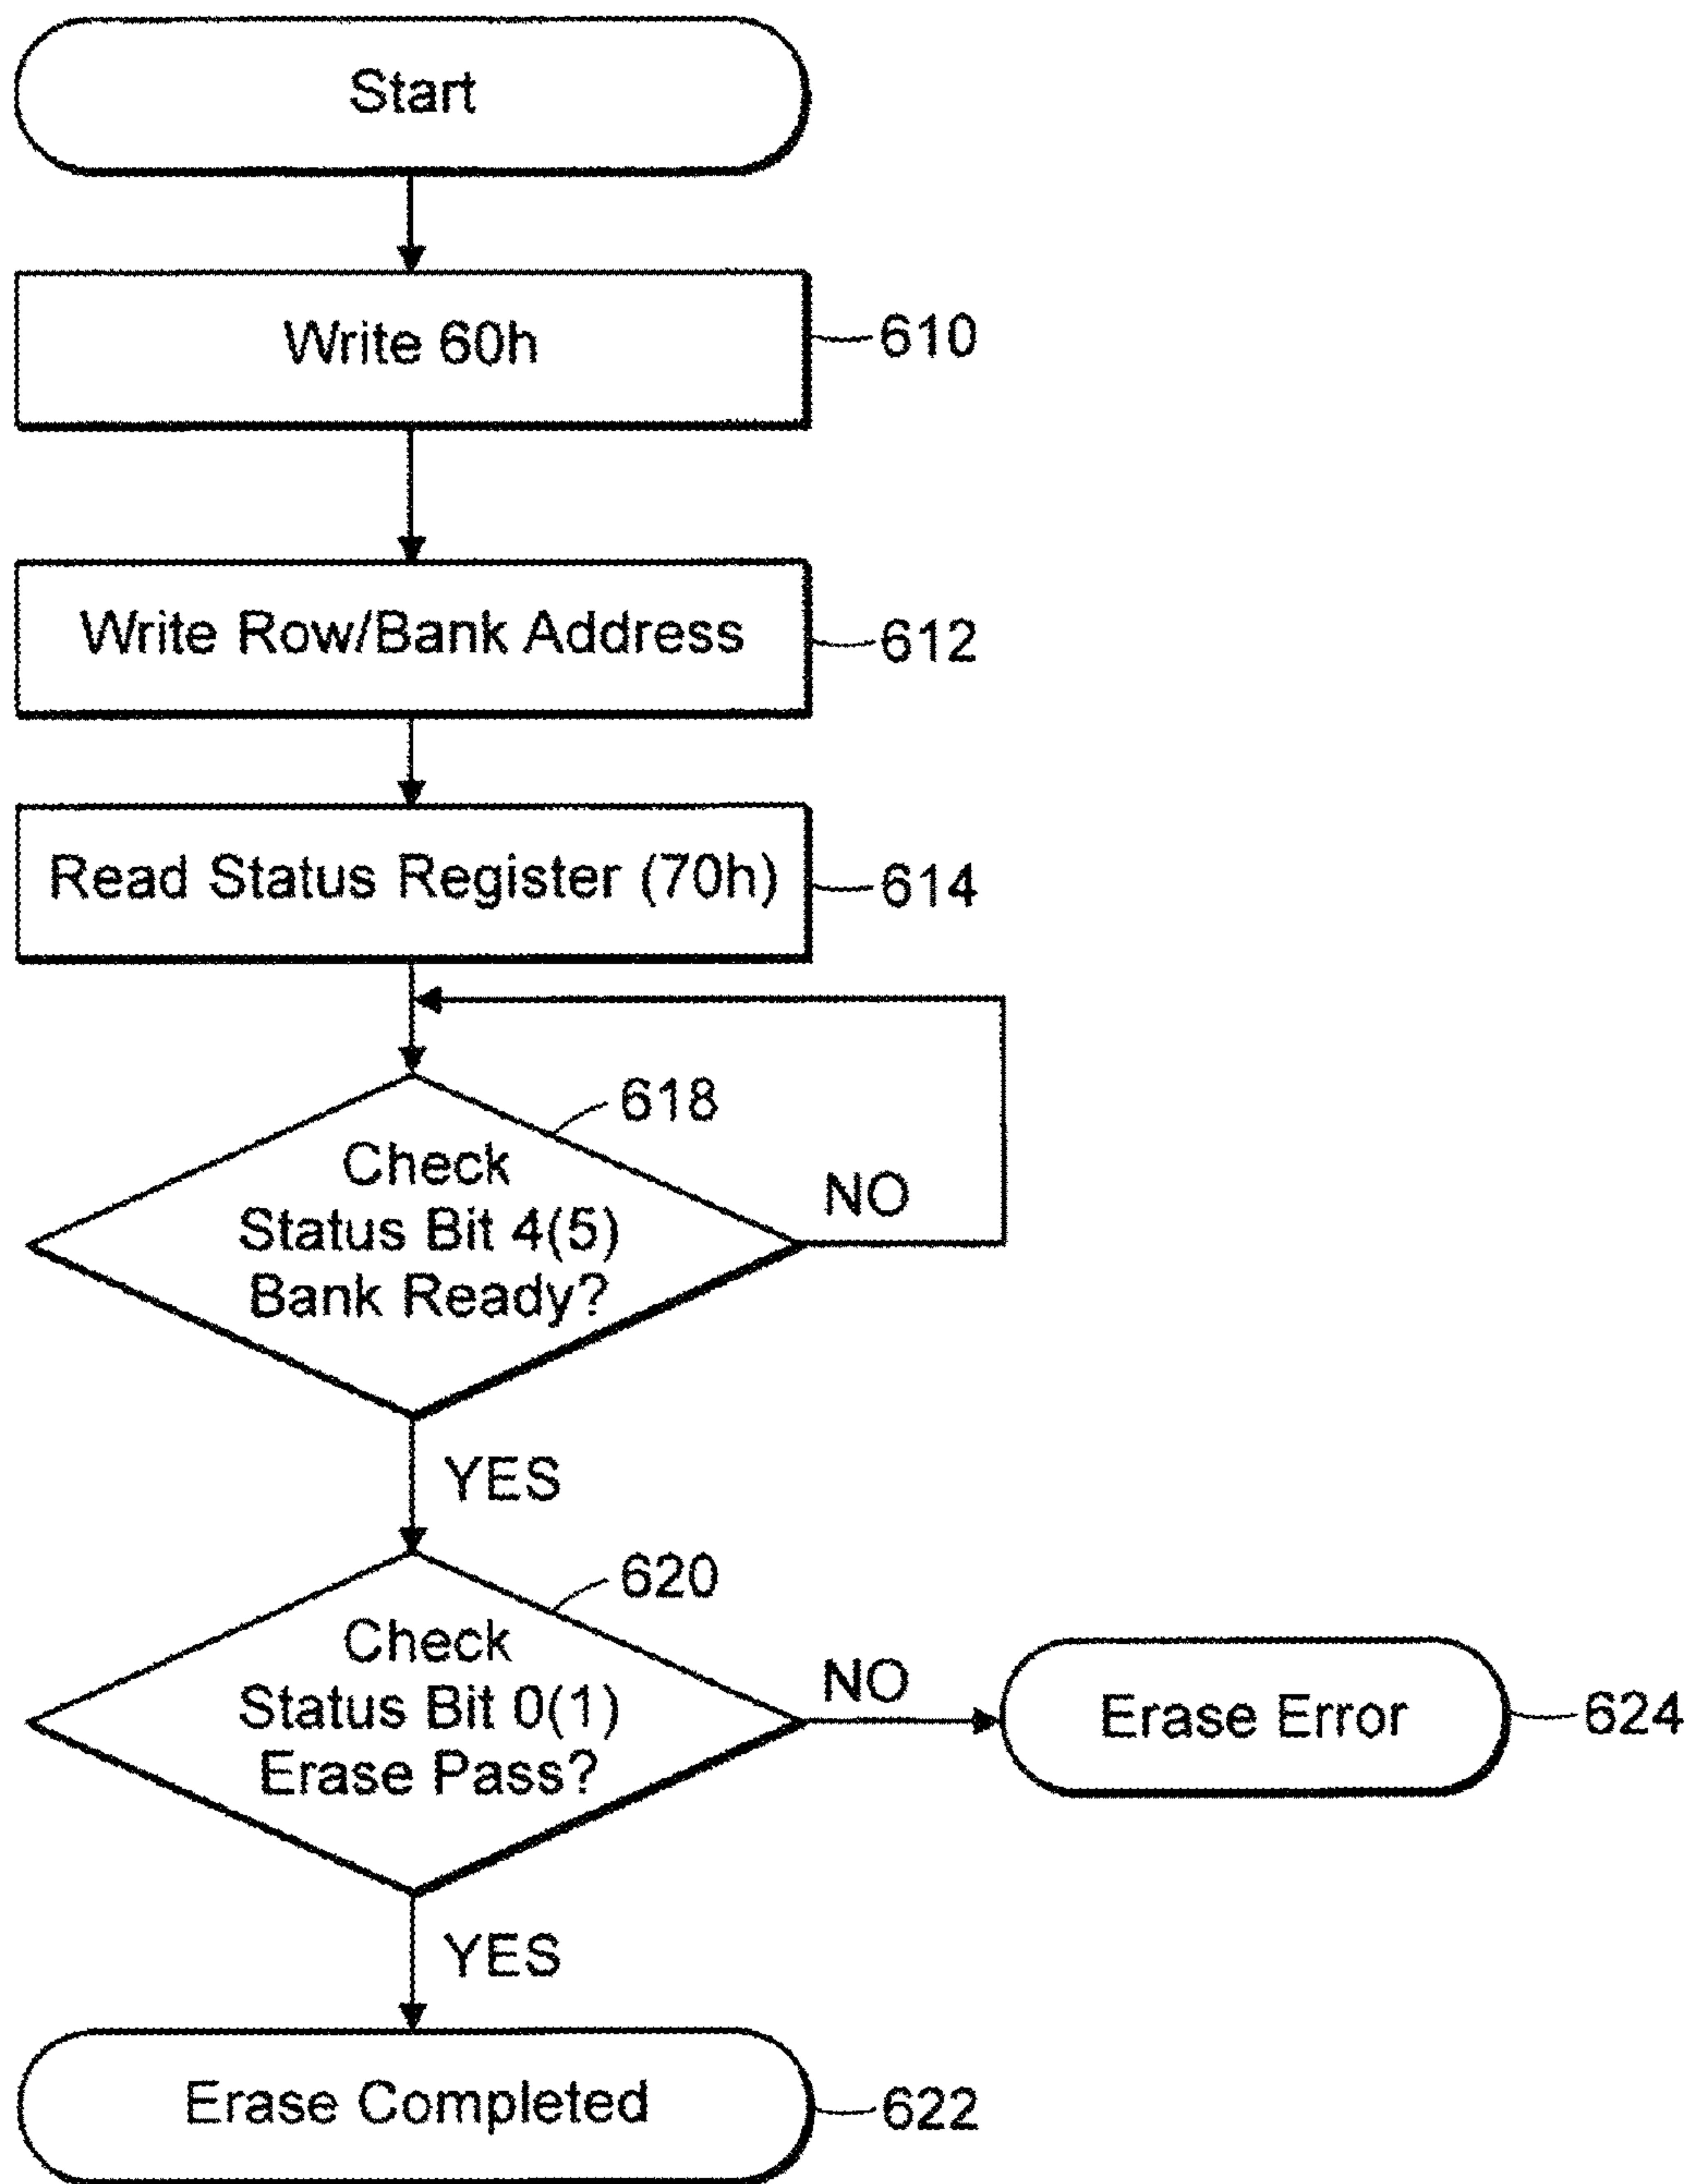 Start
Write 60h
610
Write Row/Bank Address
612
Read Status Register (70h)
614
618
Check
Status Bit 4(5)
Bank Ready?
NO
YES
620
Check
Status Bit 0(1)
Erase Pass?
NO
Erase Error
624
YES
Erase Completed
622